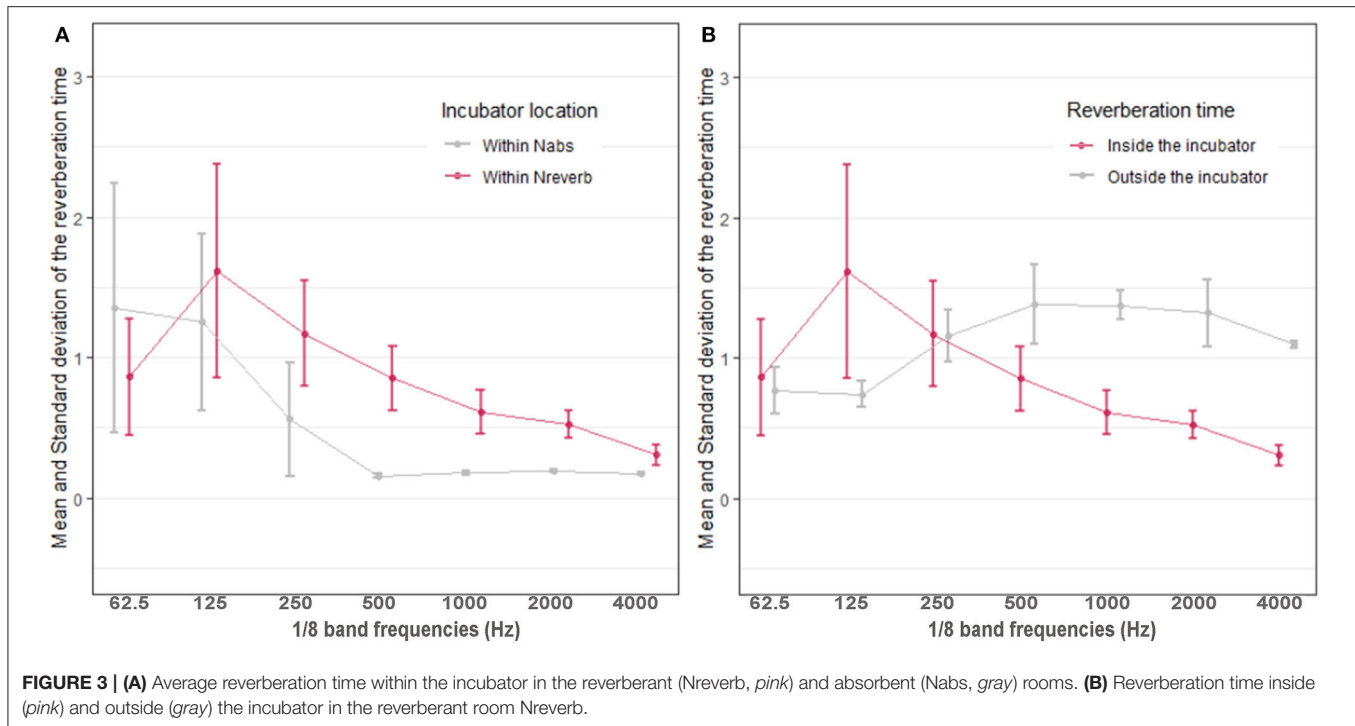 A
Mean and Standard deviation of the reverberation time
3
2
1
0
Incubator location
Within Nabs
Within Nreverb
62.5 125 250 500 1000 2000 4000
1/8 band frequencies (Hz)
B
Mean and Standard deviation of the reverberation time
3
2
1
0
Reverberation time
Inside the incubator
Outside the incubator
62.5 125 250 500 1000 2000 4000
1/8 band frequencies (Hz)
FIGURE 3 | (A) Average reverberation time within the incubator in the reverberant (Nreverb, pink) and absorbent (Nabs, gray) rooms. (B) Reverberation time inside
(pink) and outside (gray) the incubator in the reverberant room Nreverb.